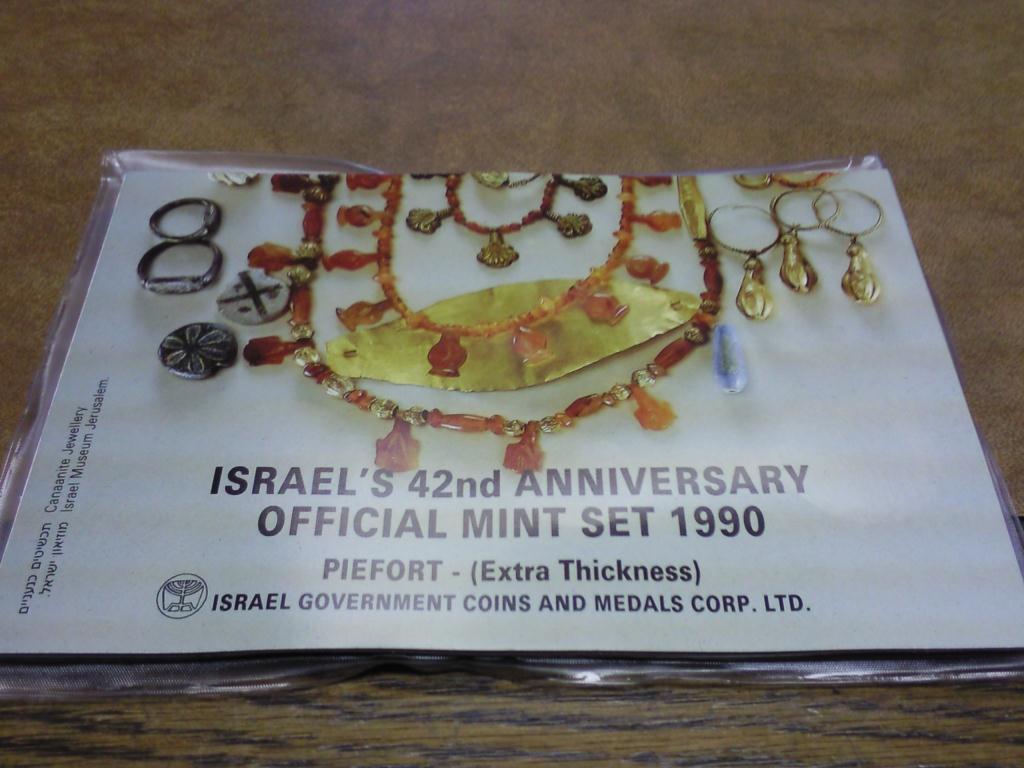 ISRAEL'S 42nd ANNIVERSARY
OFFICIAL MINT SET 1990
PIEFORT - (Extra Thickness)
ISRAEL GOVERNMENT COINS AND MEDALS CORP. LTD.
תכשיטים כנעניים Canaanite Jewellery
מוזיאון ישראל. Israel Museum Jerusalem.